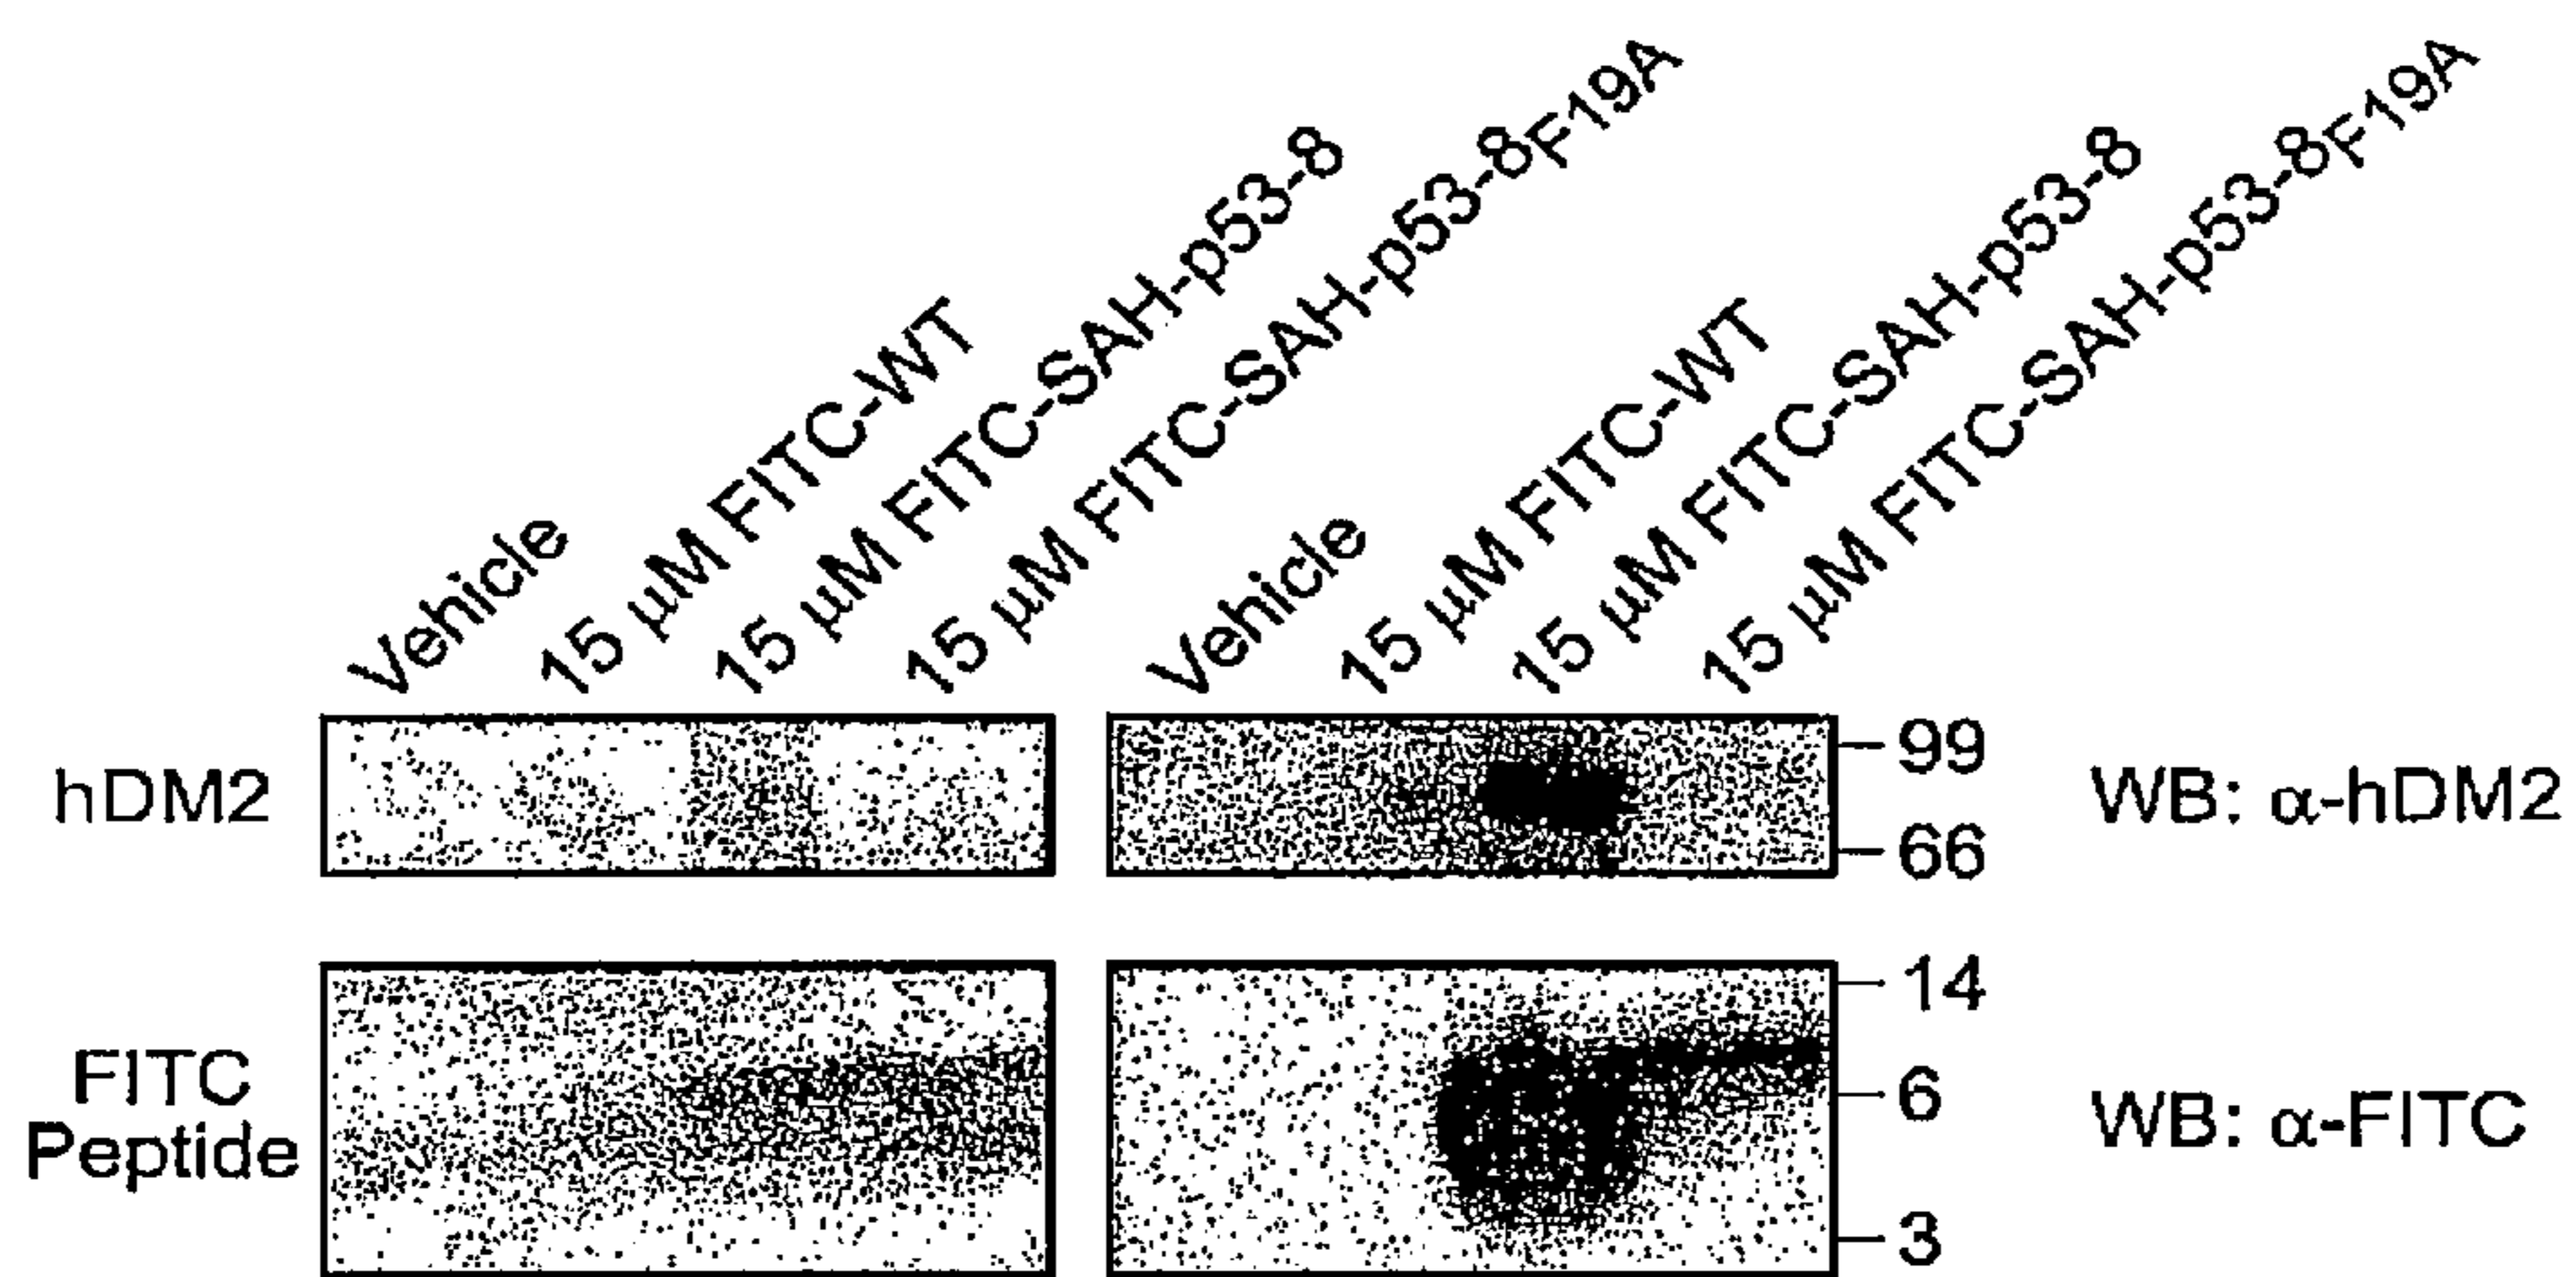 Vehicle
15 μM FITC-WT
15 μM FITC-SAH-p53-8
15 μM FITC-SAH-p53-8F19A
Vehicle
15 μM FITC-WT
15 μM FITC-SAH-p53-8
15 μM FITC-SAH-p53-8F19A
hDM2
99
66
WB: α-hDM2
FITC
Peptide
14
6
3
WB: α-FITC